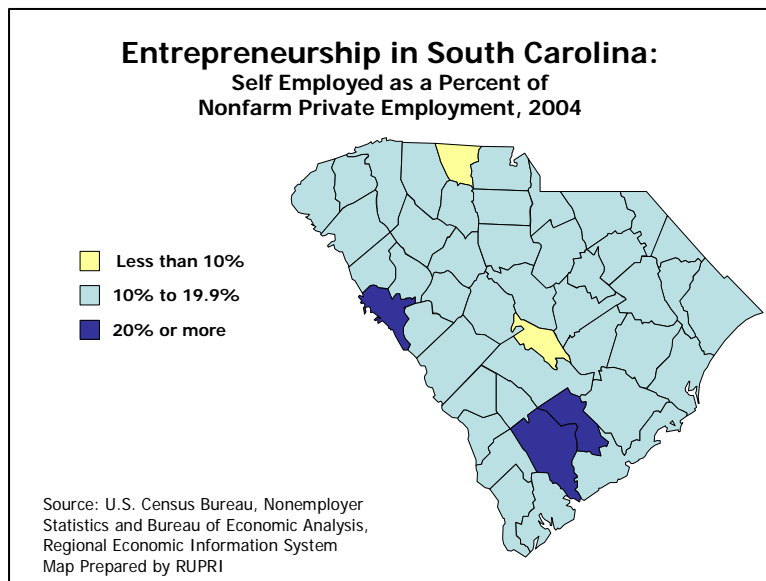 Entrepreneurship in South Carolina:
Self Employed as a Percent of
Nonfarm Private Employment, 2004
Less than 10%
10% to 19.9%
20% or more
Source: U.S. Census Bureau, Nonemployer
Statistics and Bureau of Economic Analysis,
Regional Economic Information System
Map Prepared by RUPRI